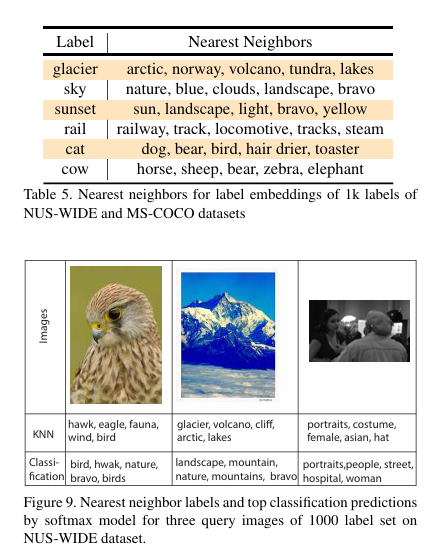 Label Nearest Neighbors
glacier arctic, norway, volcano, tundra, lakes
sky nature, blue, clouds, landscape, bravo
sunset sun, landscape, light, bravo, yellow
rail railway, track, locomotive, tracks, steam
cat dog, bear, bird, hair drier, toaster
cow horse, sheep, bear, zebra, elephant
Table 5. Nearest neighbors for label embeddings of 1k labels of
NUS-WIDE and MS-COCO datasets
Images
KNN
hawk, eagle, fauna,
wind, bird
glacier, volcano, cliff,
arctic, lakes
portraits, costume,
female, asian, hat
Classi-
fication
bird, hwak, nature,
bravo, birds
landscape, mountain,
nature, mountains, bravo
portraits,people, street,
hospital, woman
Figure 9. Nearest neighbor labels and top classification predictions
by softmax model for three query images of 1000 label set on
NUS-WIDE dataset.